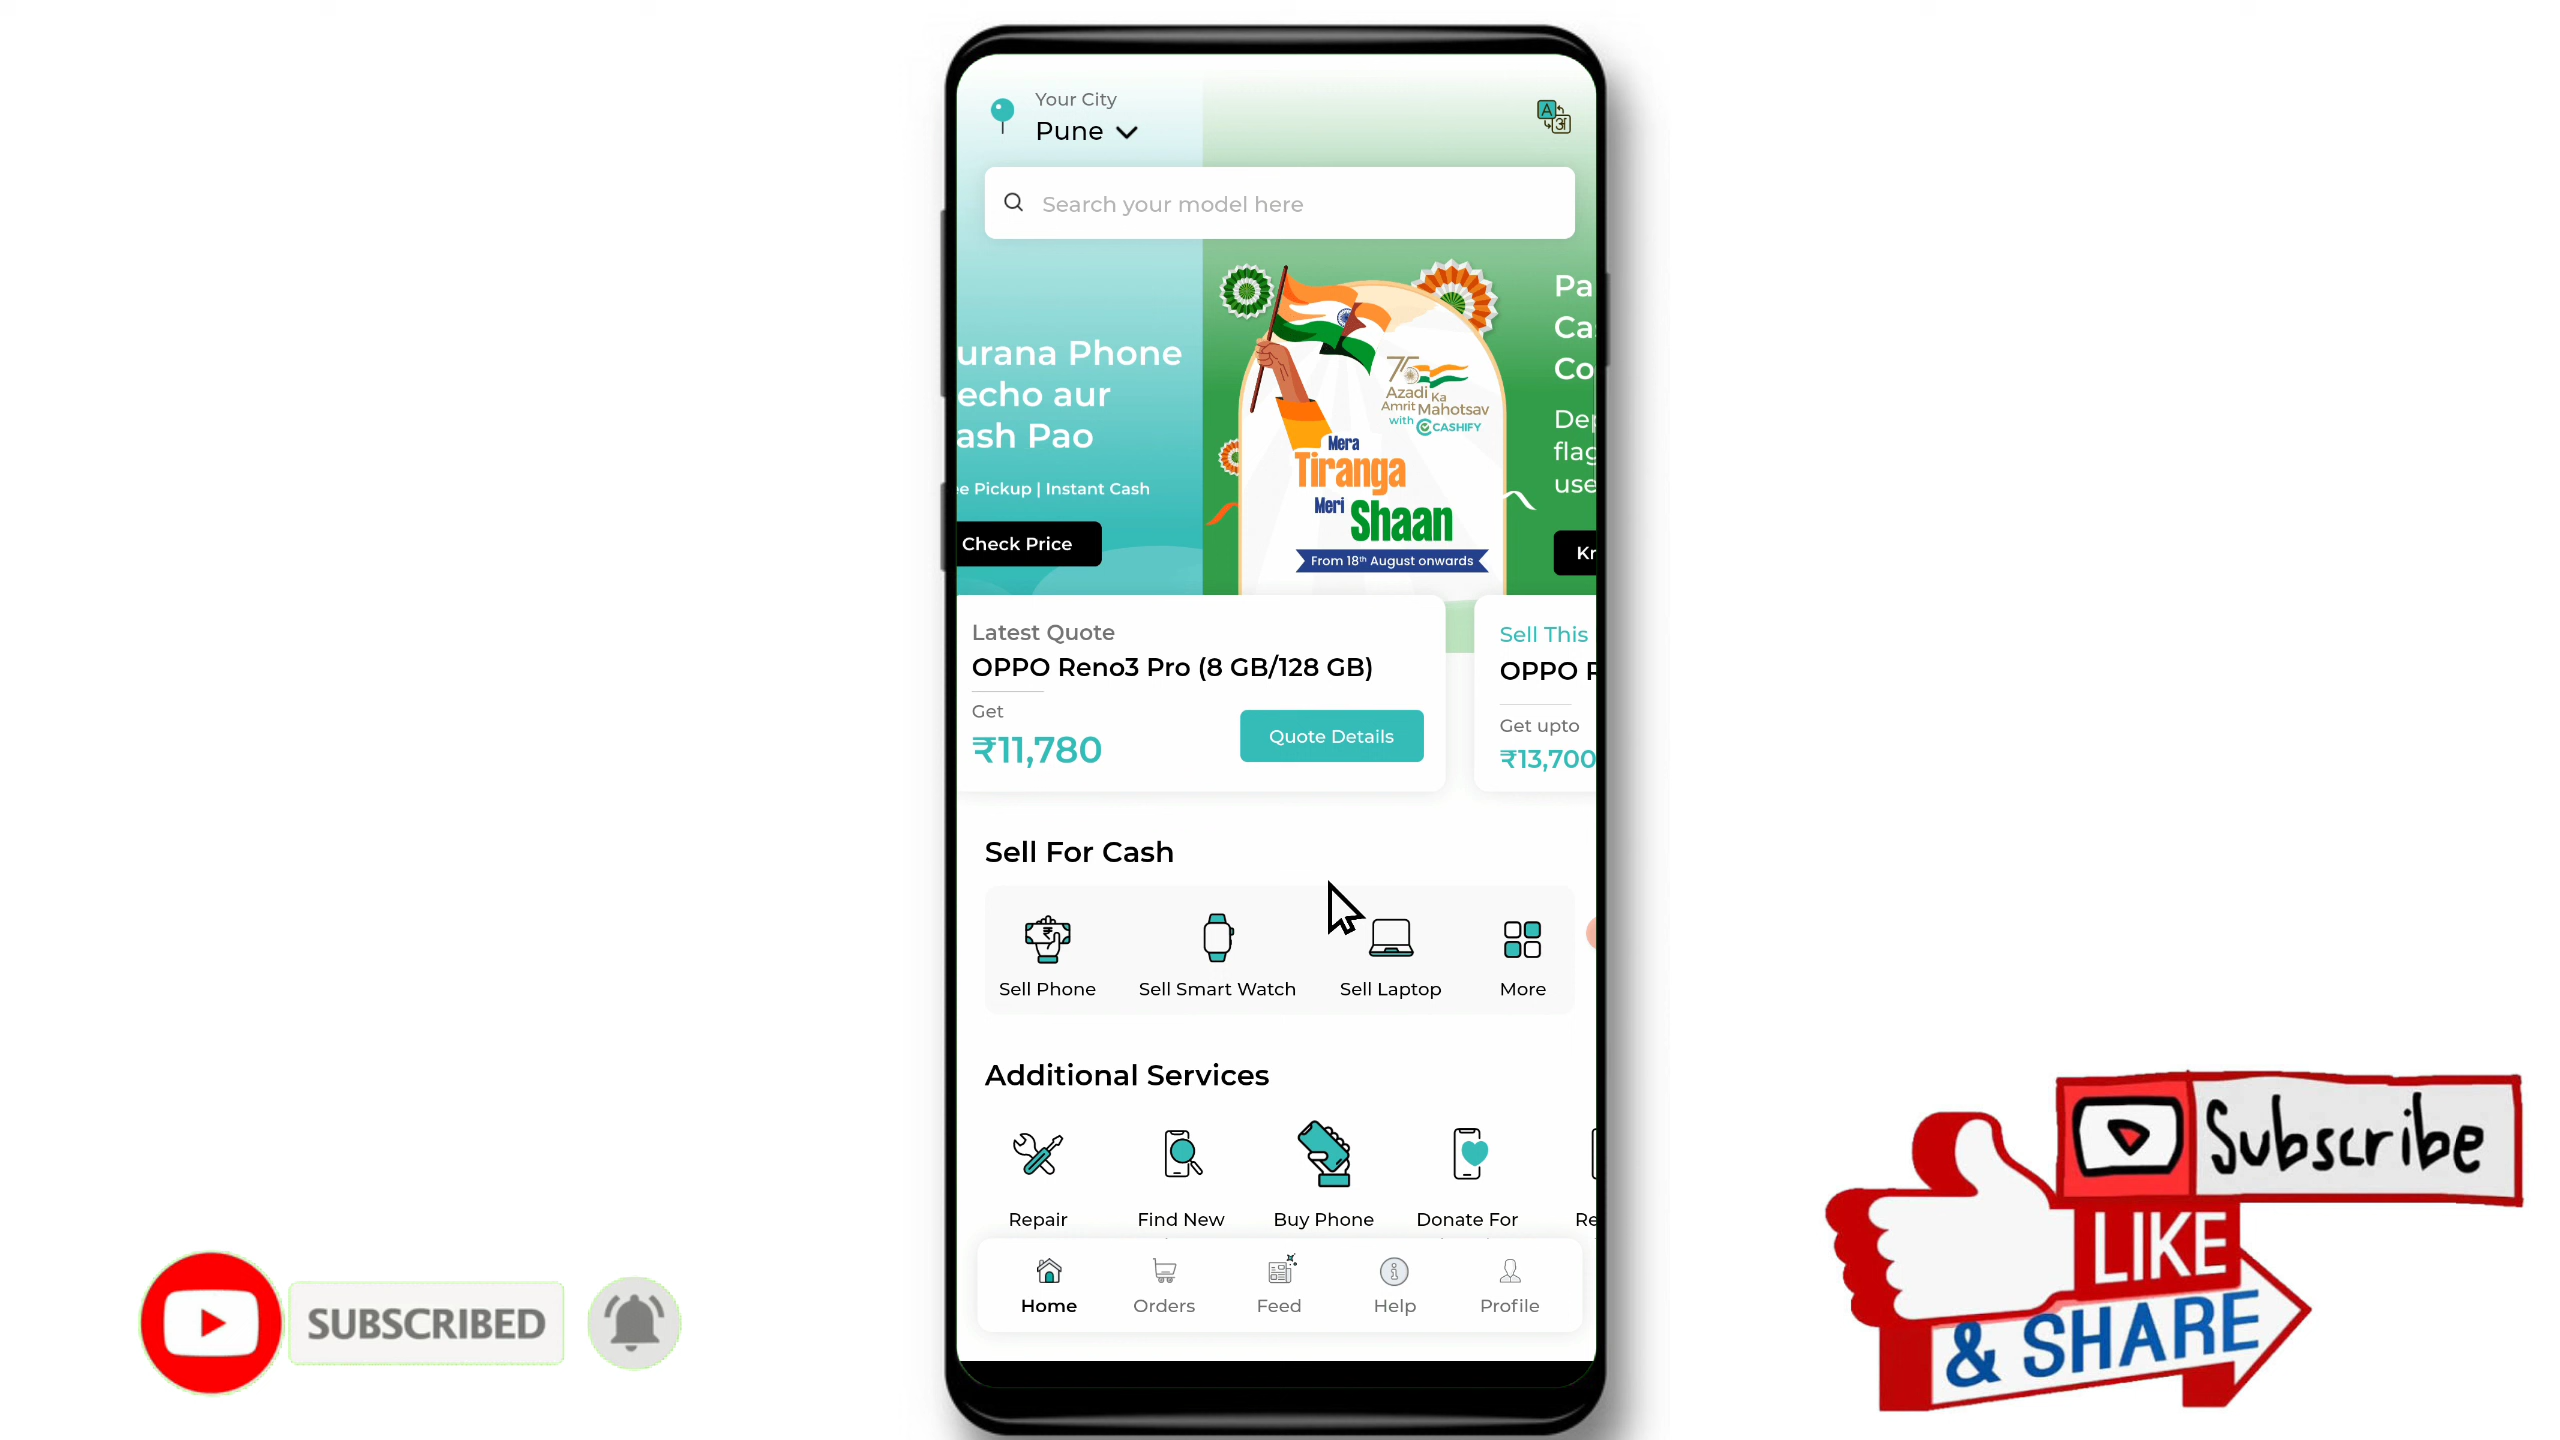 Your City
Pune
A
अ
Search your model here
urana Phone
echo aur
ash Pao
ee Pickup | Instant Cash
Check Price
75
Azadi Ka
Amrit Mahotsav
with CASHIFY
Mera
Tiranga
Meri Shaan
From 18th August onwards
Pa
Ca
Co
De
flag
use
Kr
Latest Quote
OPPO Reno3 Pro (8 GB/128 GB)
Get
₹11,780
Quote Details
Sell This
OPPO R
Get upto
₹13,700
Sell For Cash
Sell Phone
Sell Smart Watch
Sell Laptop
More
Additional Services
Repair
Find New
Buy Phone
Donate For
Re
Home
Orders
Feed
Help
Profile
SUBSCRIBED
Subscribe
LIKE
& SHARE